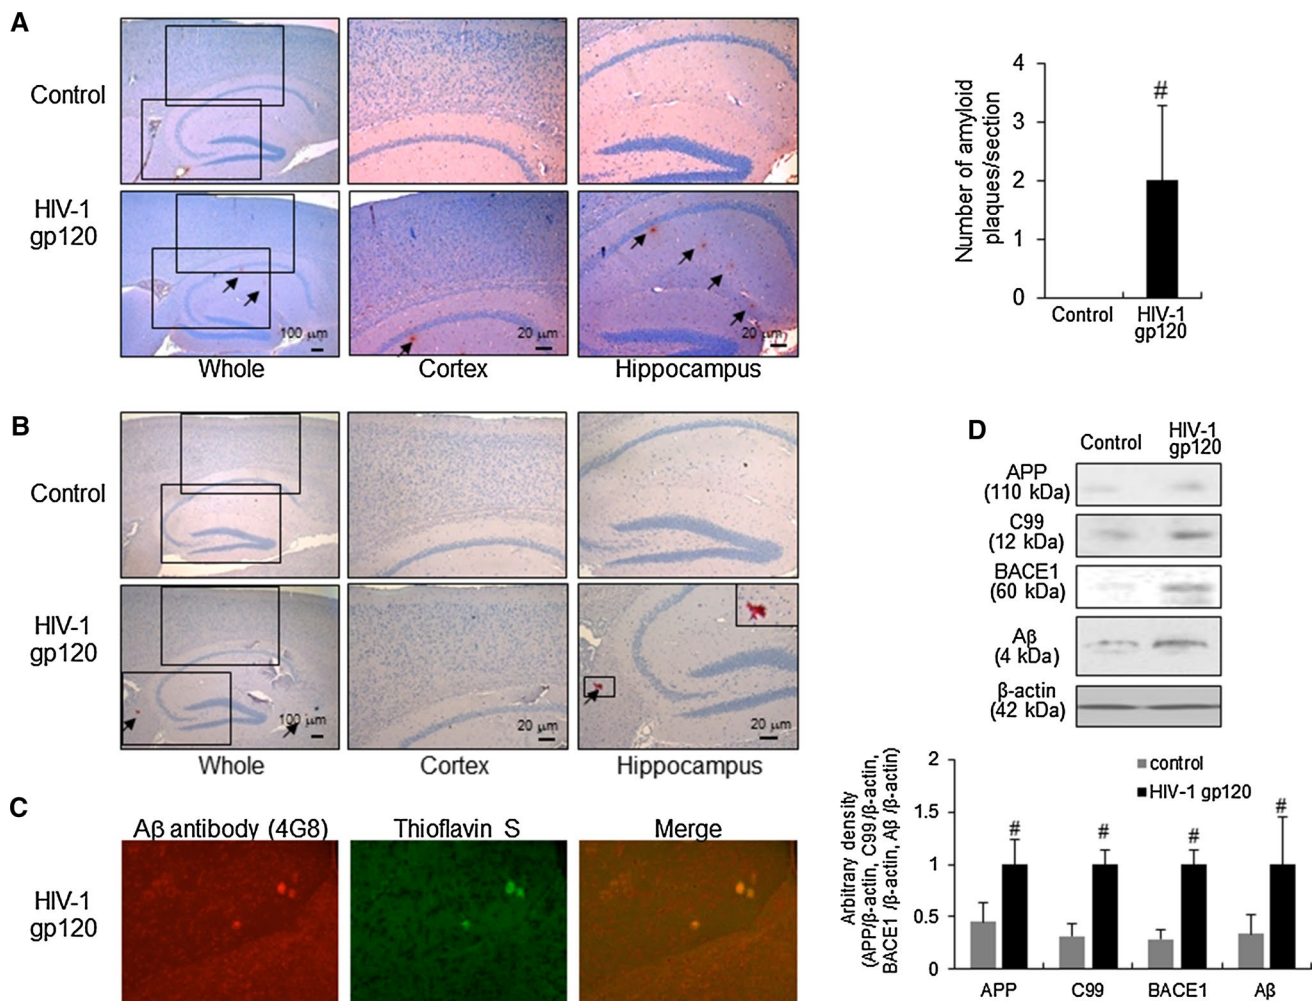 A
Control
HIV-1
gp120
100 µm
20 µm
20 µm
Whole
Cortex
Hippocampus
Number of amyloid
plaques/section
4
3
2
1
0
#
Control
HIV-1
gp120
B
Control
HIV-1
gp120
100 µm
20 µm
20 µm
Whole
Cortex
Hippocampus
C
Aβ antibody (4G8)
Thioflavin S
Merge
HIV-1
gp120
D
Control
HIV-1
gp120
APP
(110 kDa)
C99
(12 kDa)
BACE1
(60 kDa)
Aβ
(4 kDa)
β-actin
(42 kDa)
Arbitrary density
(APP/β-actin, C99/β-actin,
BACE1/β-actin, Aβ/β-actin)
2
1.5
1
0.5
0
control
HIV-1 gp120
#
#
#
#
APP
C99
BACE1
Aβ